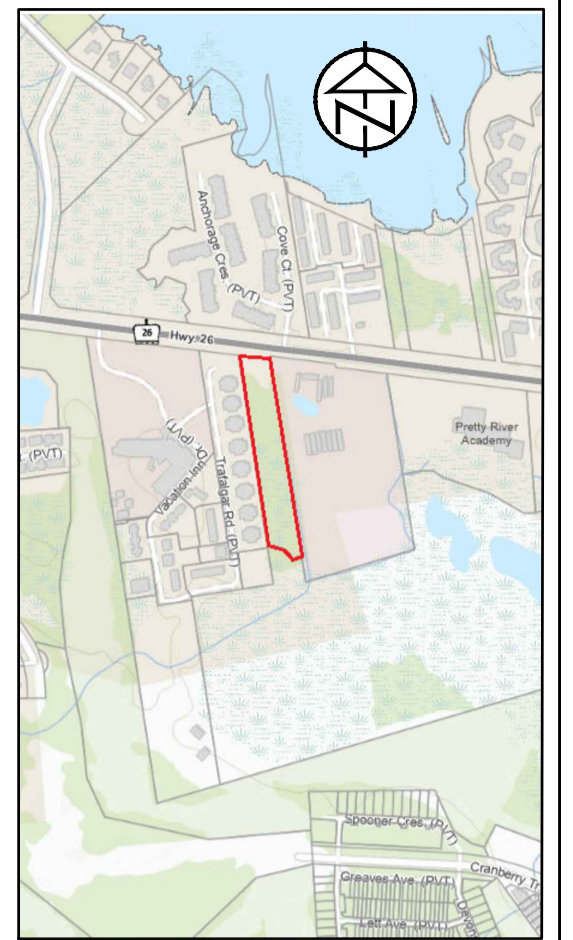 N
Anchorage Cres. (PVT)
Cove Ct. (PVT)
26
Hwy. 26
Pretty River
Academy
(PVT)
Vacation Inn
Dr. (PVT)
Trafalgar Rd. (PVT)
Spooner Cres. (PVT)
Cranberry Tr
Greaves Ave. (PVT)
Devon
Lett Ave. (PVT)